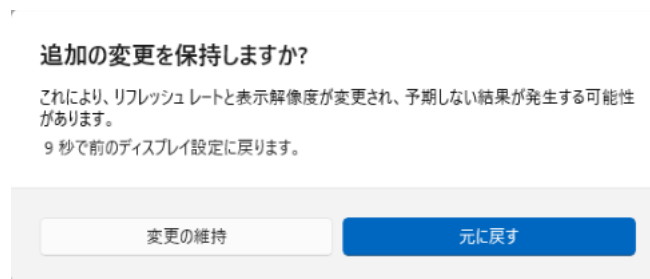 追加の変更を保持しますか?
これにより、リフレッシュ レートと表示解像度が変更され、予期しない結果が発生する可能性
があります。
9 秒で前のディスプレイ設定に戻ります。
変更の維持
元に戻す